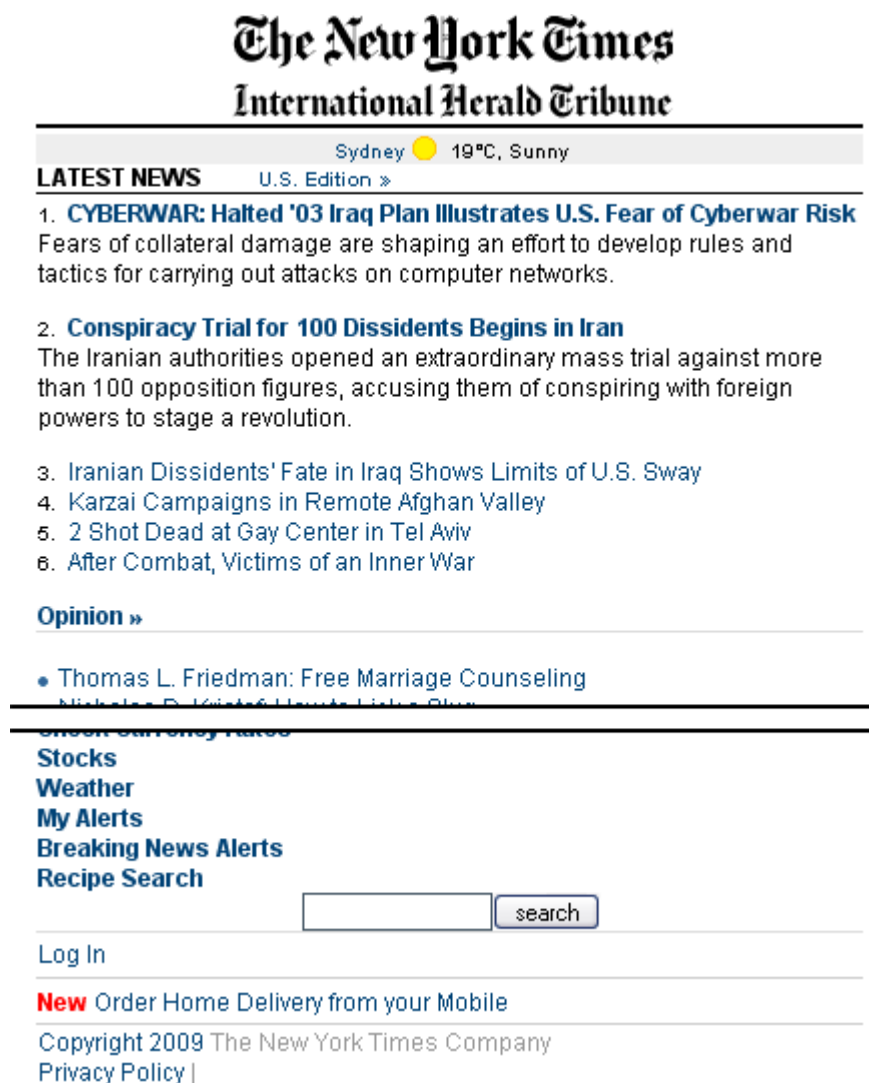 The New York Times
International Herald Tribune
Sydney 19°C, Sunny
LATEST NEWS U.S. Edition »
1. CYBERWAR: Halted '03 Iraq Plan Illustrates U.S. Fear of Cyberwar Risk
Fears of collateral damage are shaping an effort to develop rules and
tactics for carrying out attacks on computer networks.
2. Conspiracy Trial for 100 Dissidents Begins in Iran
The Iranian authorities opened an extraordinary mass trial against more
than 100 opposition figures, accusing them of conspiring with foreign
powers to stage a revolution.
3. Iranian Dissidents' Fate in Iraq Shows Limits of U.S. Sway
4. Karzai Campaigns in Remote Afghan Valley
5. 2 Shot Dead at Gay Center in Tel Aviv
6. After Combat, Victims of an Inner War
Opinion »
• Thomas L. Friedman: Free Marriage Counseling
Stocks
Weather
My Alerts
Breaking News Alerts
Recipe Search
search
Log In
New Order Home Delivery from your Mobile
Copyright 2009 The New York Times Company
Privacy Policy |